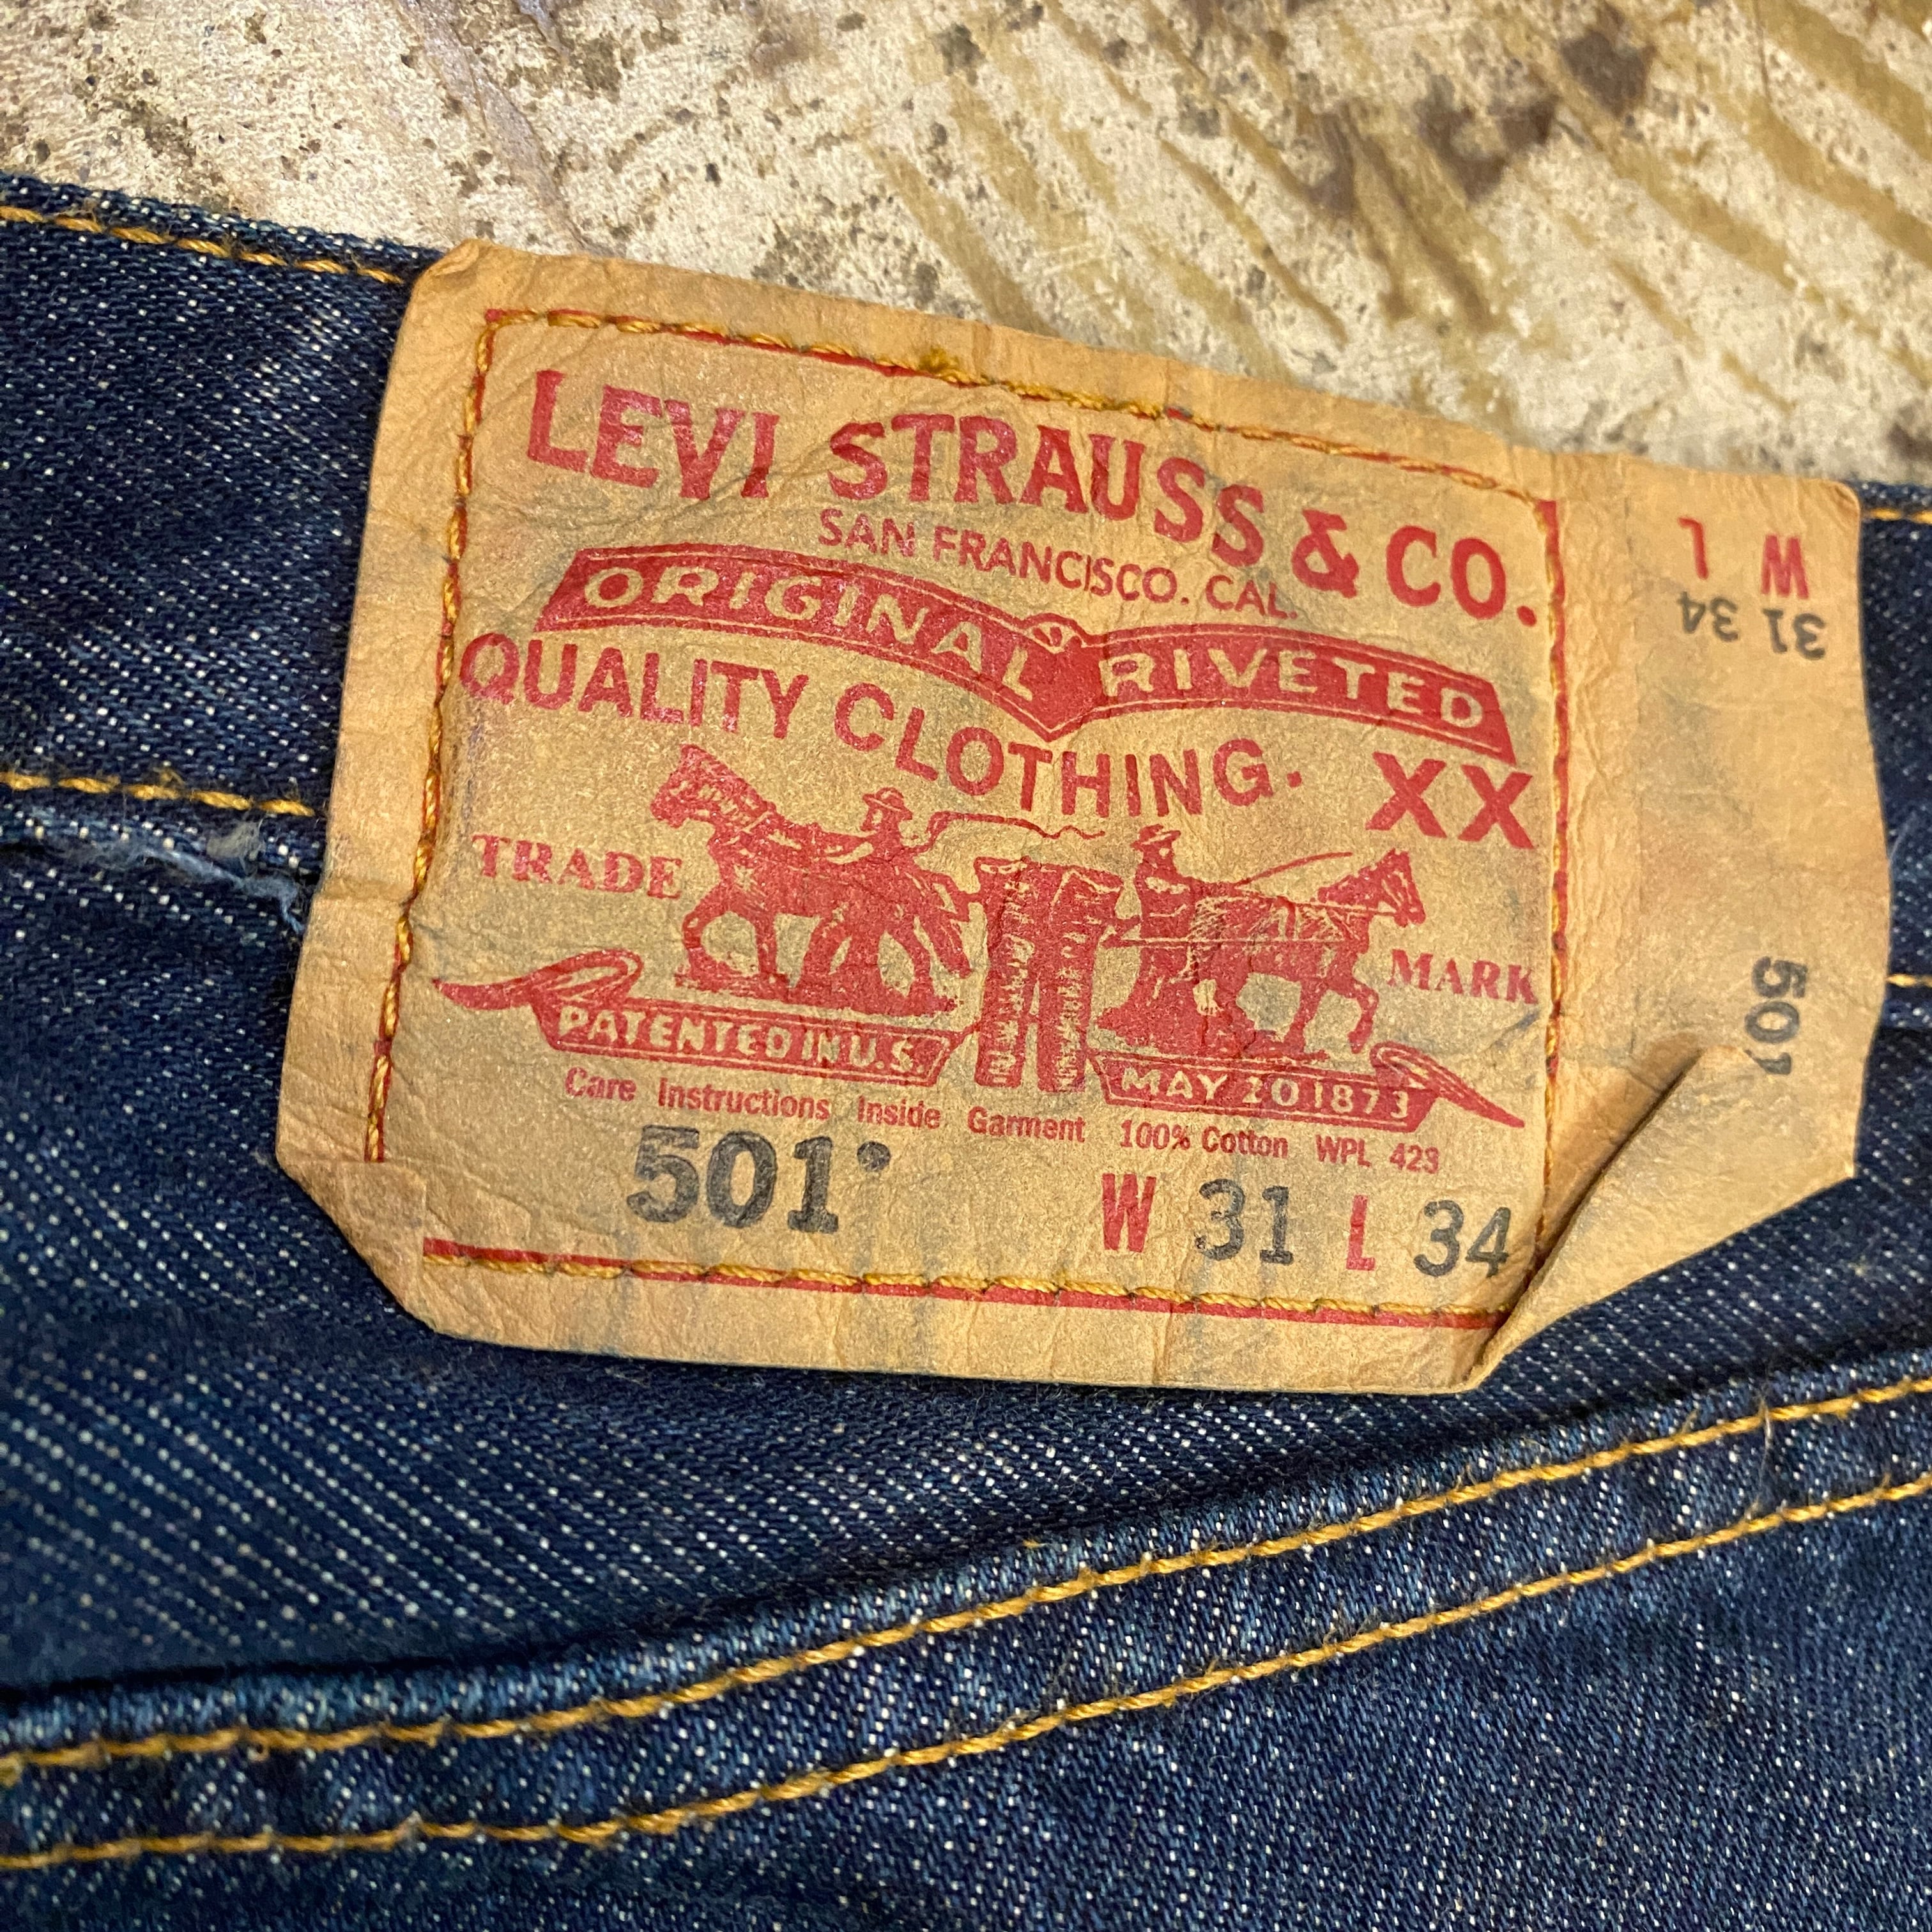 LEVI STRAUSS & CO.
SAN FRANCISCO. CAL.
ORIGINAL RIVETED
QUALITY CLOTHING. XX
TRADE MARK
PATENTED IN U.S. MAY 20 1873
Care Instructions Inside Garment 100% Cotton WPL 423
501® W 31 L 34
W L
31 34
501